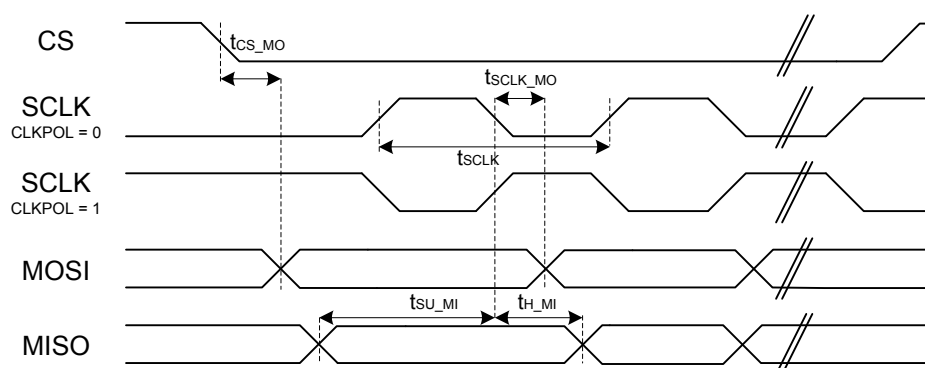 CS
tCS_MO
tSCLK_MO
SCLK
CLKPOL = 0
tSCLK
SCLK
CLKPOL = 1
MOSI
tSU_MI
tH_MI
MISO